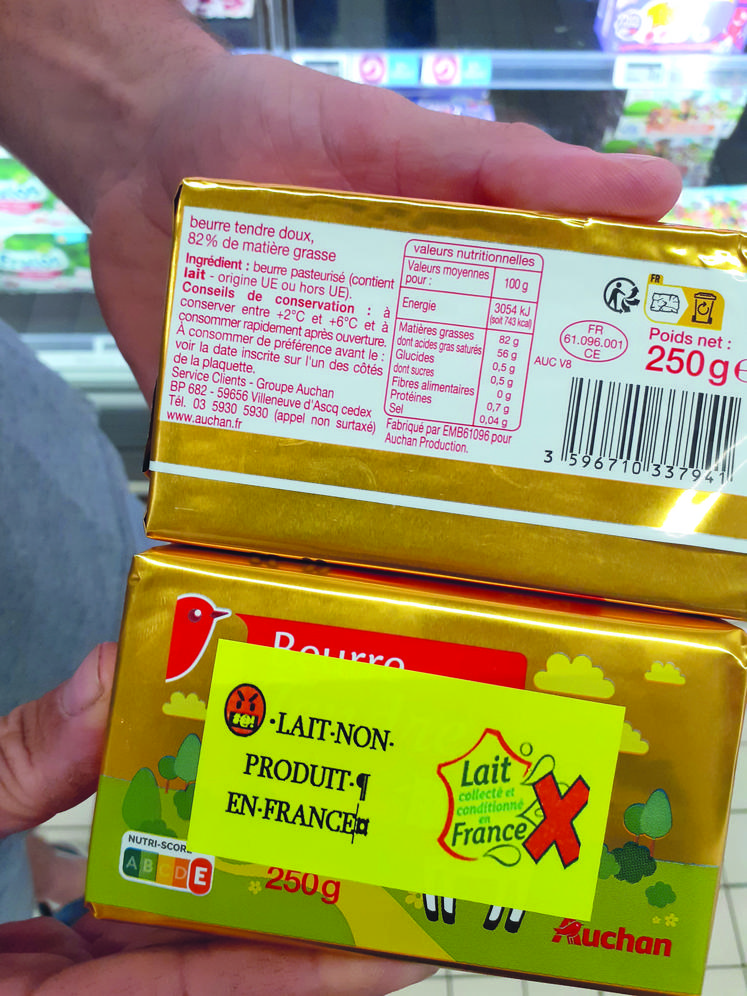 beurre tendre doux,
82% de matière grasse
Ingrédient : beurre pasteurisé (contient
lait - origine UE ou hors UE).
Conseils de conservation : à
conserver entre +2°C et +6°C et à
consommer rapidement après ouverture.
À consommer de préférence avant le :
voir la date inscrite sur l'un des côtés
de la plaquette.
Service Clients - Groupe Auchan
BP 682 - 59656 Villeneuve d'Ascq cedex
Tél. 03 5930 5930 (appel non surtaxé)
www.auchan.fr
valeurs nutritionnelles
Valeurs moyennes pour : 100 g
Energie 3054 kJ
(soit 743 kcal)
Matières grasses 82 g
dont acides gras saturés 56 g
Glucides 0,5 g
dont sucres 0,5 g
Fibres alimentaires 0 g
Protéines 0,7 g
Sel 0,04 g
Fabriqué par EMB61096 pour
Auchan Production.
FR
FR
61.096.001
CE
AUC V8
Poids net :
250g e
3 596710 337941
Beurre
·LAIT·NON·
PRODUIT·¶
EN·FRANCE¤
Lait
collecté et
conditionné
en
France
NUTRI-SCORE
A B C D E
250g
Auchan